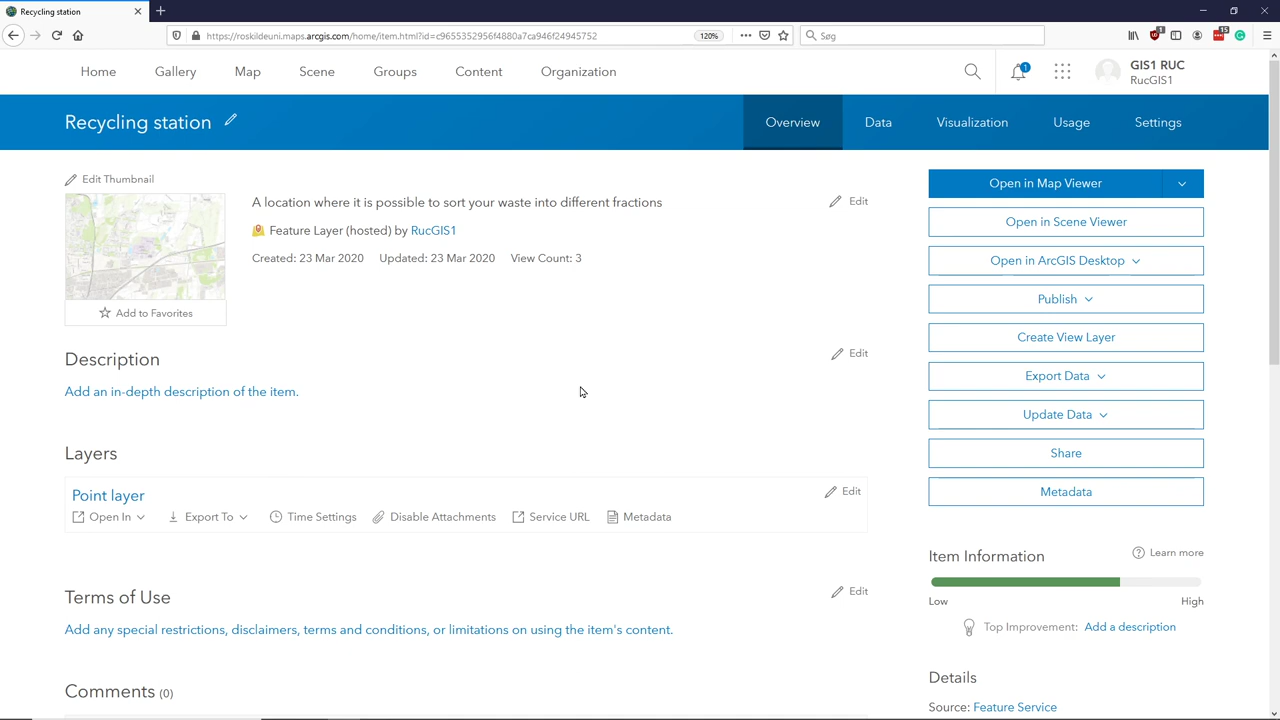 Recycling station
https://roskildeuni.maps.arcgis.com/home/item.html?id=c9655352956f4880a7ca946f24945752
120%
Søg
15
Home
Gallery
Map
Scene
Groups
Content
Organization
1
GIS1 RUC
RucGIS1
Recycling station
Overview
Data
Visualization
Usage
Settings
Edit Thumbnail
Add to Favorites
A location where it is possible to sort your waste into different fractions
Edit
Feature Layer (hosted) by RucGIS1
Created: 23 Mar 2020 Updated: 23 Mar 2020 View Count: 3
Description
Edit
Add an in-depth description of the item.
Layers
Point layer
Edit
Open In Export To Time Settings Disable Attachments Service URL Metadata
Terms of Use
Edit
Add any special restrictions, disclaimers, terms and conditions, or limitations on using the item's content.
Comments (0)
Open in Map Viewer
Open in Scene Viewer
Open in ArcGIS Desktop
Publish
Create View Layer
Export Data
Update Data
Share
Metadata
Item Information
Learn more
Low
High
Top Improvement: Add a description
Details
Source: Feature Service